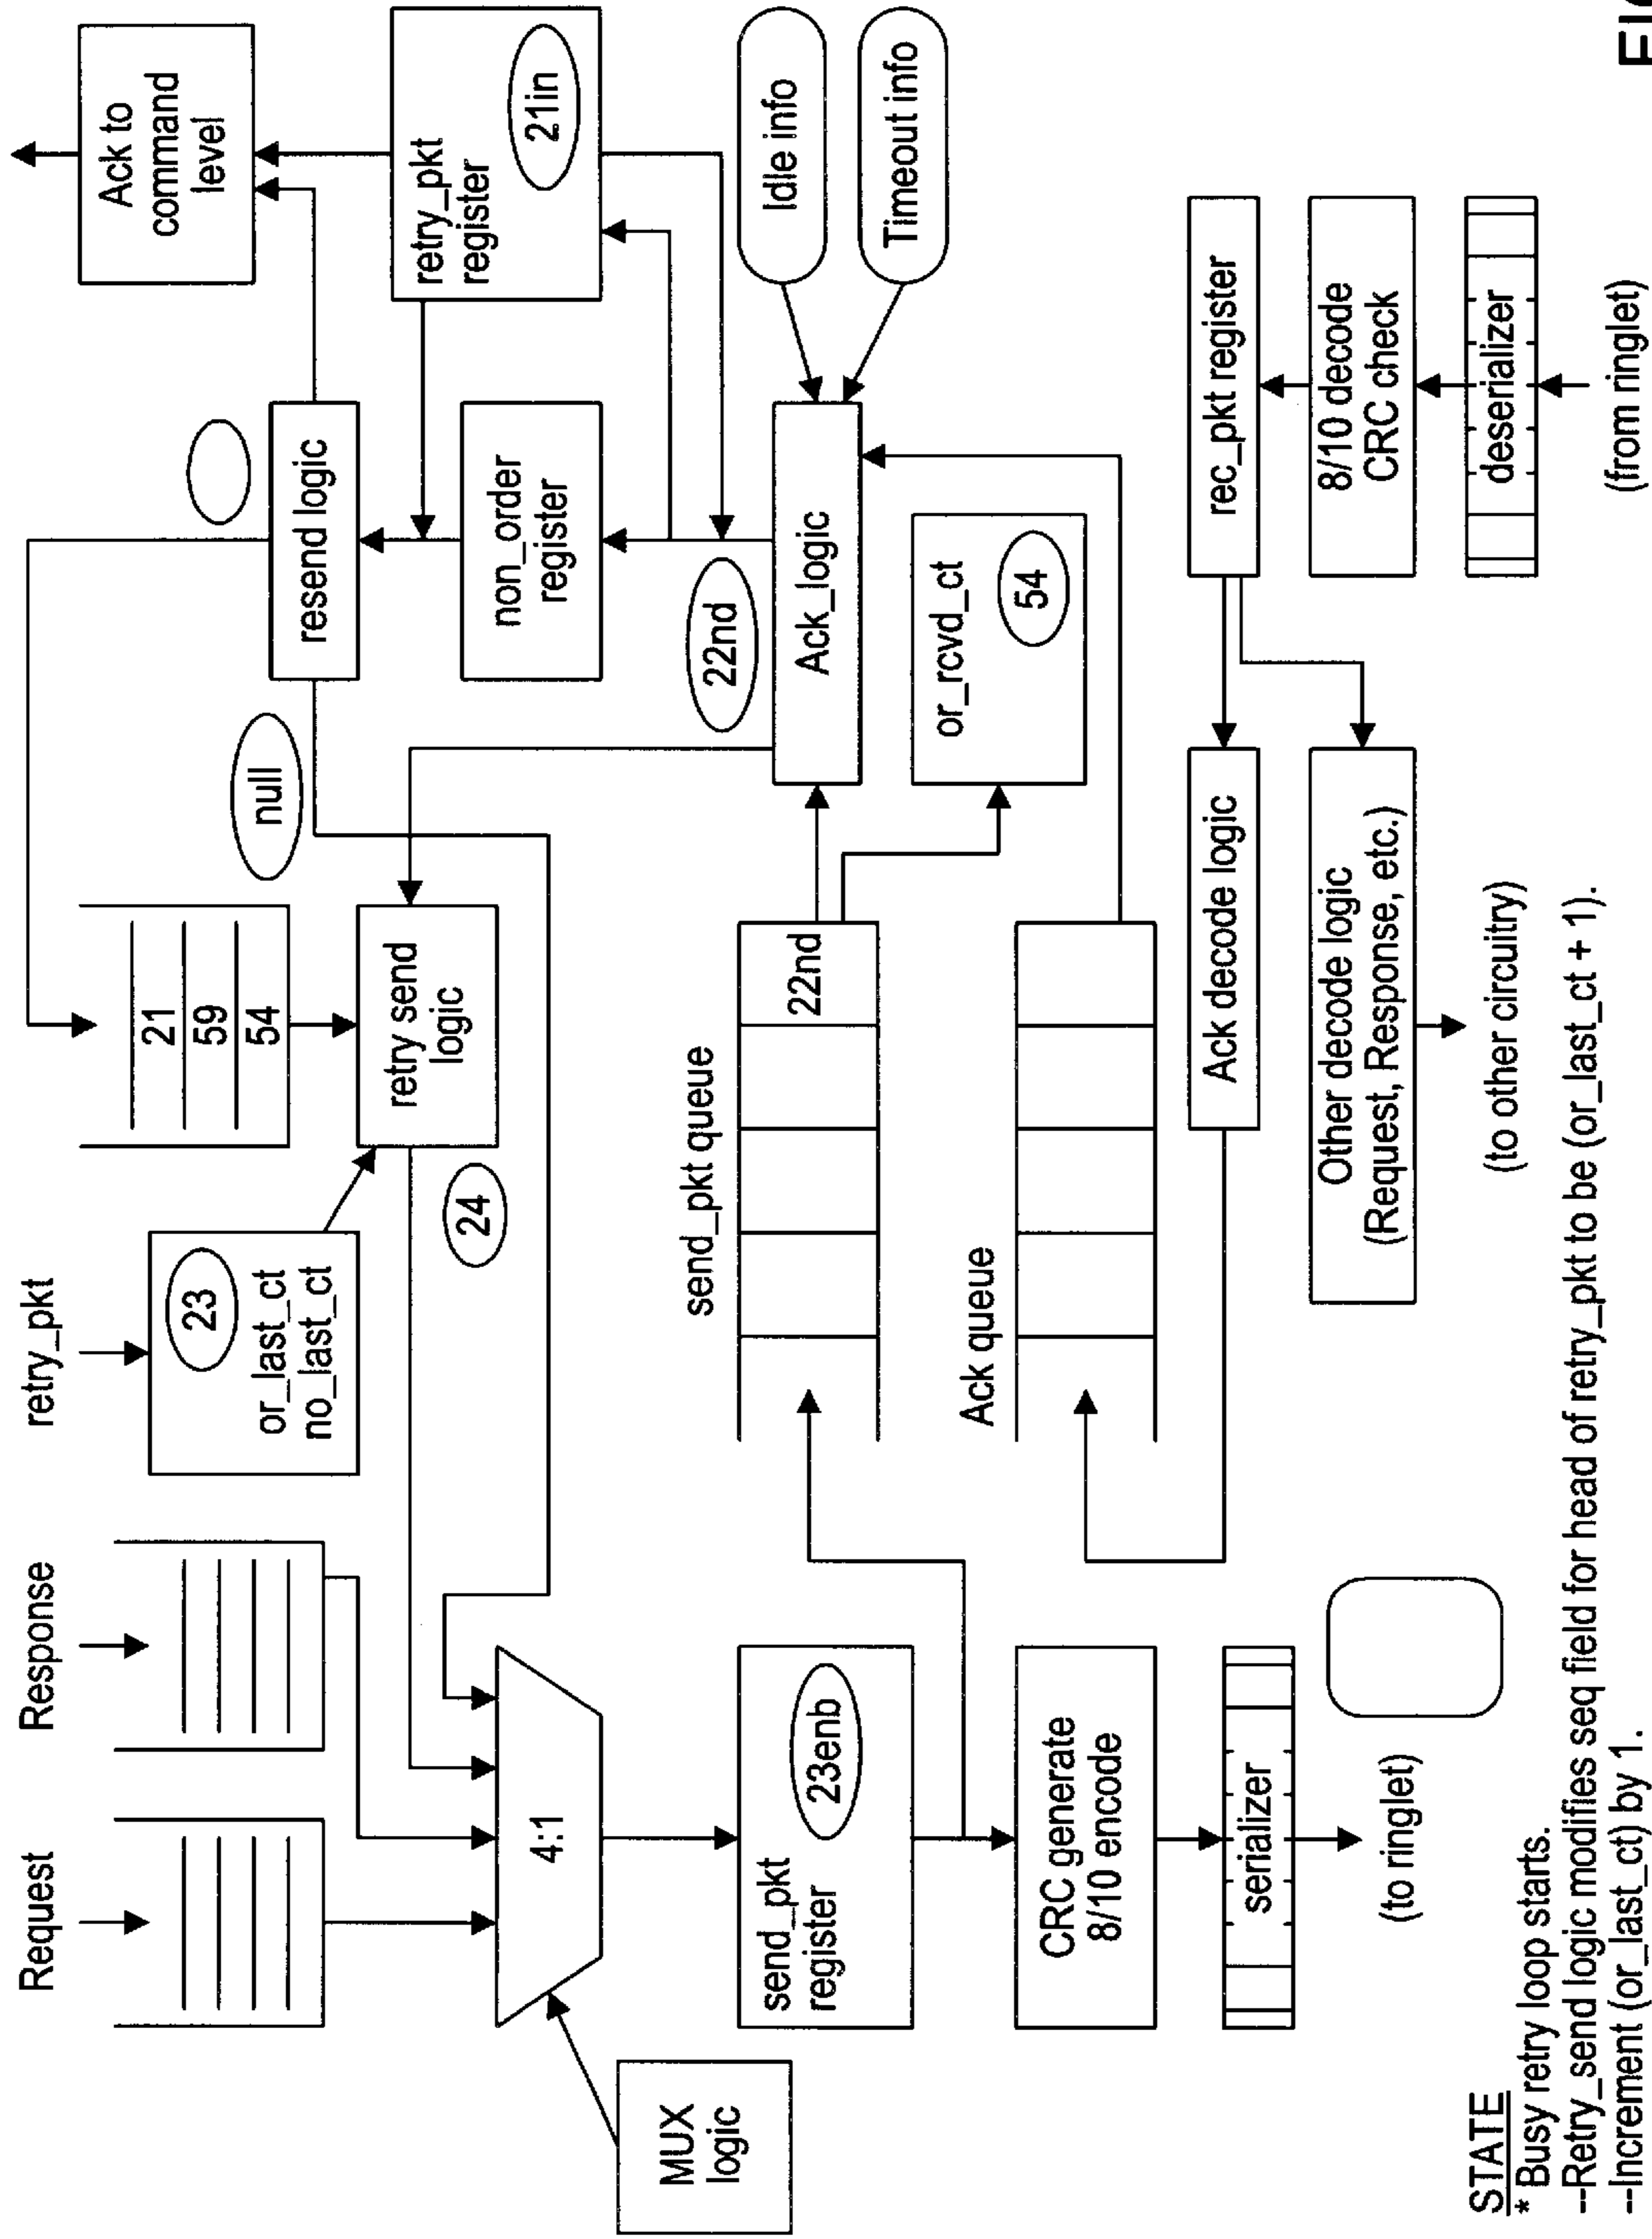 Request
Response
retry_pkt
23
or_last_ct
no_last_ct
21
59
54
retry send
logic
24
null
resend logic
Ack to
command
level
retry_pkt
register
21in
non_order
register
22nd
MUX
logic
4:1
send_pkt
register
23enb
send_pkt queue
22nd
Ack_logic
Idle info
Timeout info
or_rcvd_ct
54
Ack queue
CRC generate
8/10 encode
serializer
(to ringlet)
Ack decode logic
Other decode logic
(Request, Response, etc.)
(to other circuitry)
rec_pkt register
8/10 decode
CRC check
deserializer
(from ringlet)
STATE
* Busy retry loop starts.
--Retry_send logic modifies seq field for head of retry_pkt to be (or_last_ct + 1).
--Increment (or_last_ct) by 1.